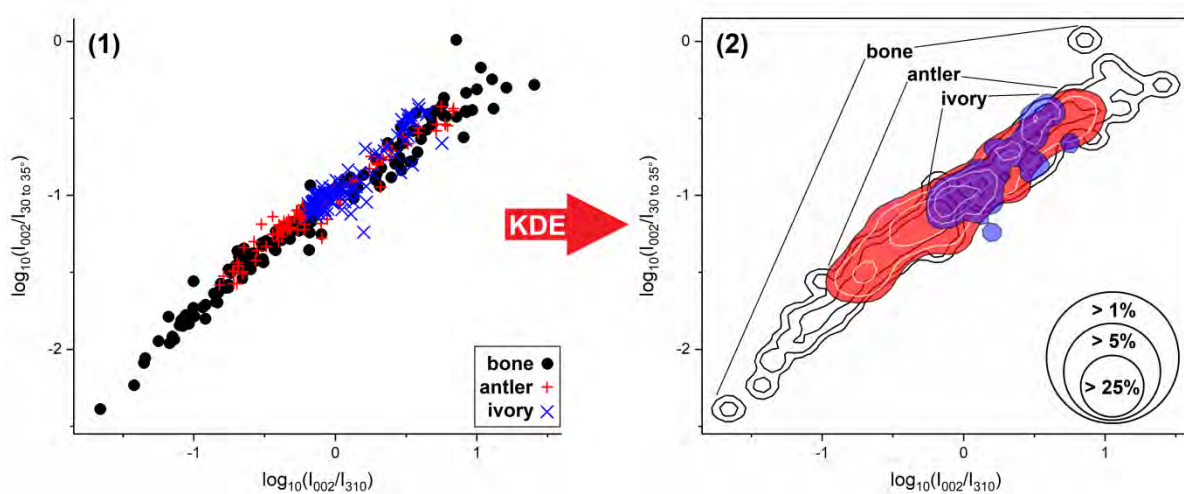 (1)
0
-1
-2
log10(I002/I30 to 35°)
-1
0
1
log10(I002/I310)
bone
antler
ivory
KDE
(2)
0
-1
-2
log10(I002/I30 to 35°)
bone
antler
ivory
> 1%
> 5%
> 25%
-1
0
1
log10(I002/I310)